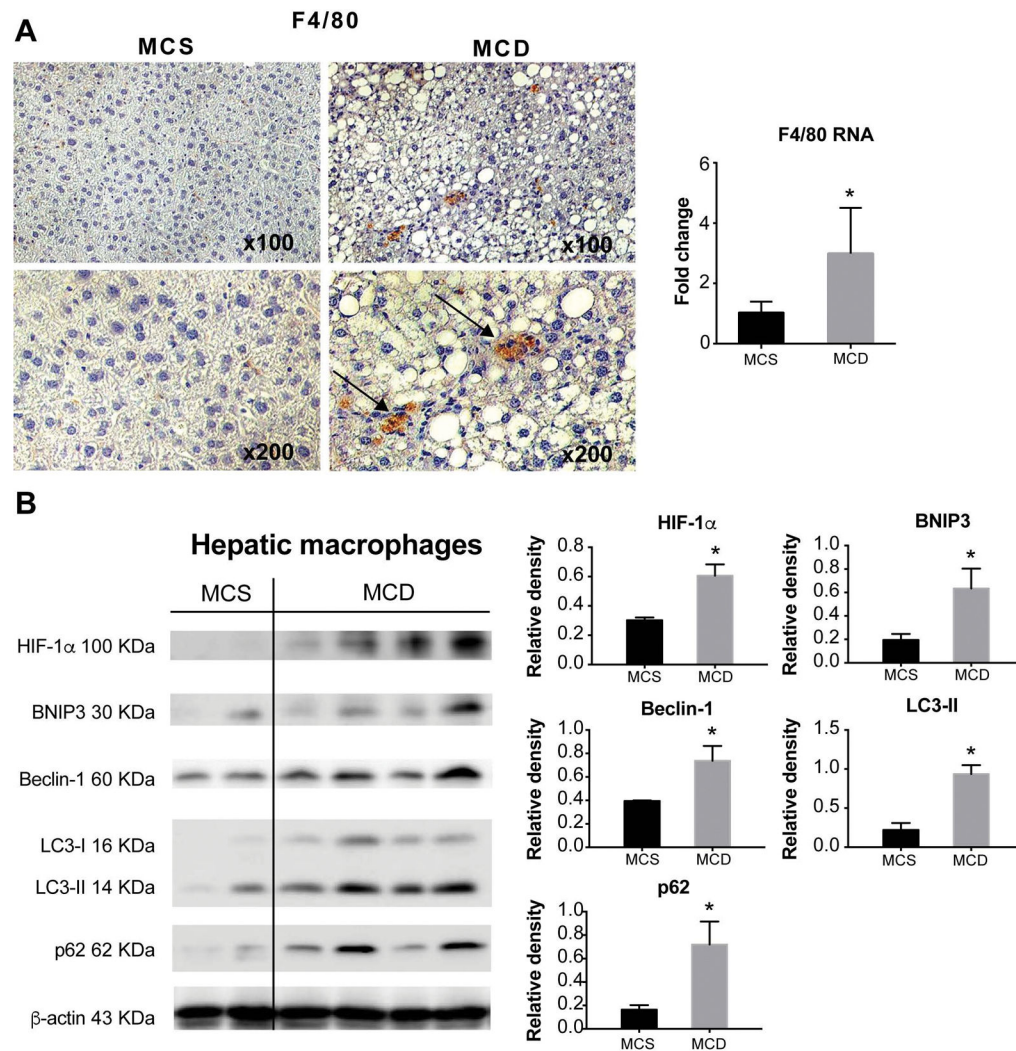 A
F4/80
MCS
MCD
x100
x100
x200
x200
F4/80 RNA
Fold change
6
4
2
0
*
MCS
MCD
B
Hepatic macrophages
MCS
MCD
HIF-1α 100 KDa
BNIP3 30 KDa
Beclin-1 60 KDa
LC3-I 16 KDa
LC3-II 14 KDa
p62 62 KDa
β-actin 43 KDa
HIF-1α
Relative density
0.8
0.6
0.4
0.2
0.0
*
MCS
MCD
BNIP3
Relative density
1.0
0.8
0.6
0.4
0.2
0.0
*
MCS
MCD
Beclin-1
Relative density
1.0
0.8
0.6
0.4
0.2
0.0
*
MCS
MCD
LC3-II
Relative density
1.5
1.0
0.5
0.0
*
MCS
MCD
p62
Relative density
1.0
0.8
0.6
0.4
0.2
0.0
*
MCS
MCD